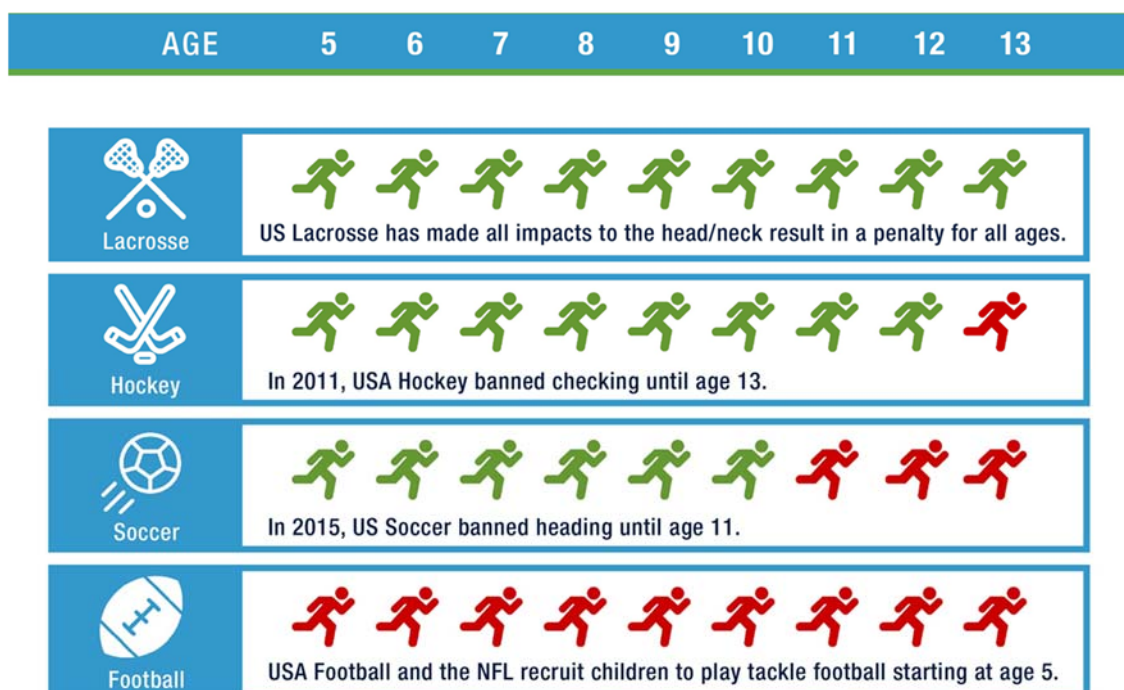 AGE 5 6 7 8 9 10 11 12 13
Lacrosse
US Lacrosse has made all impacts to the head/neck result in a penalty for all ages.
Hockey
In 2011, USA Hockey banned checking until age 13.
Soccer
In 2015, US Soccer banned heading until age 11.
Football
USA Football and the NFL recruit children to play tackle football starting at age 5.